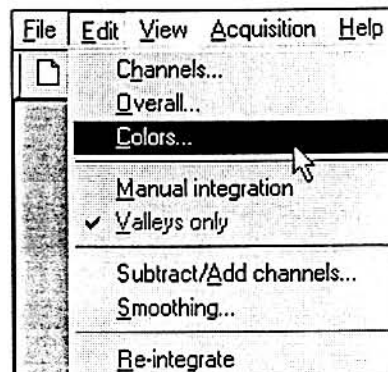 File Edit View Acquisition Help
Channels...
Overall...
Colors...
Manual integration
✓ Valleys only
Subtract/Add channels...
Smoothing...
Re-integrate